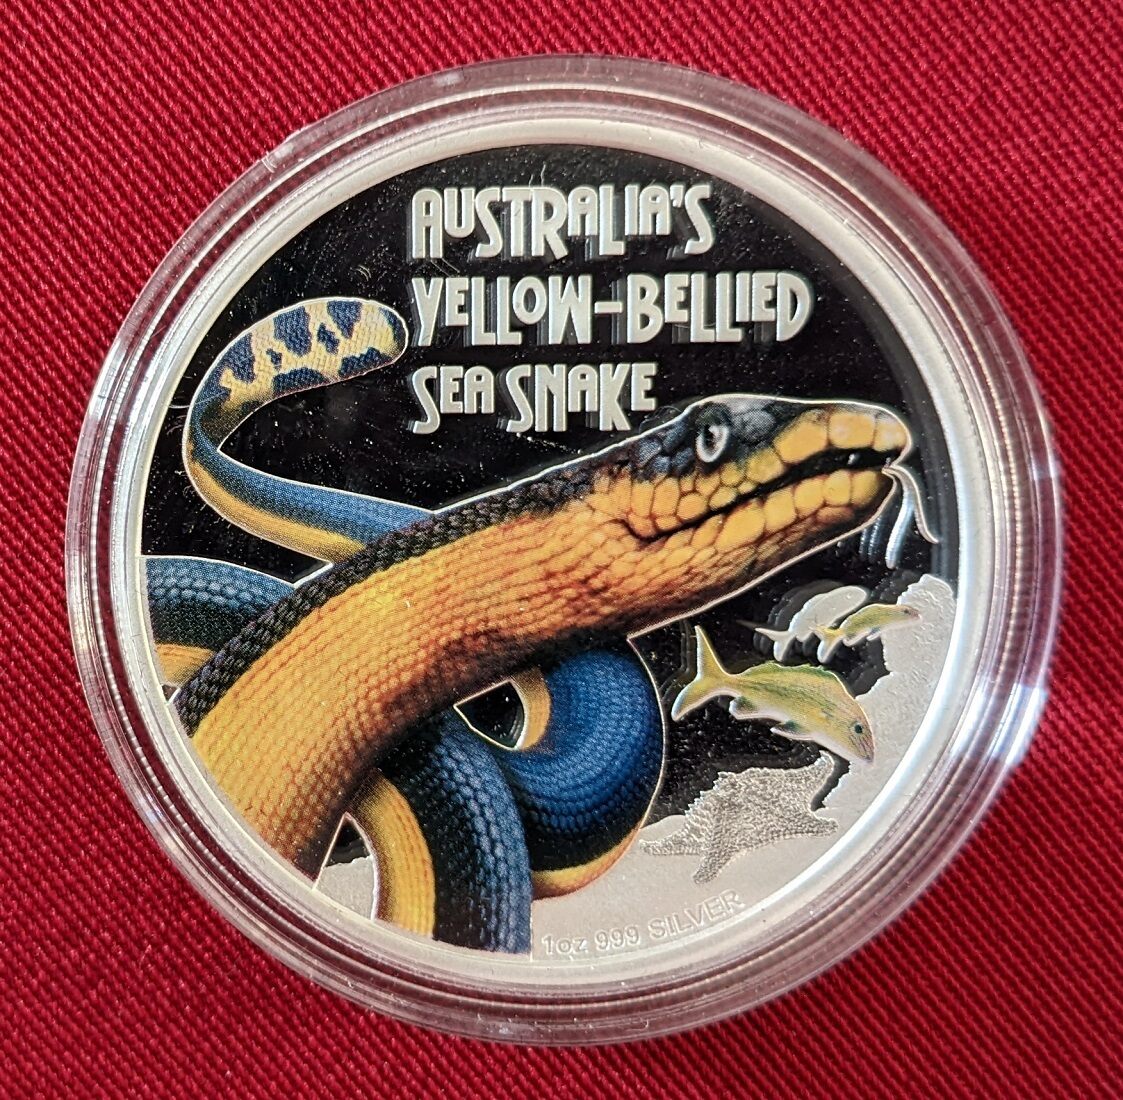 AUSTRALIA'S
YELLOW-BELLIED
SEA SNAKE
1oz 999 SILVER